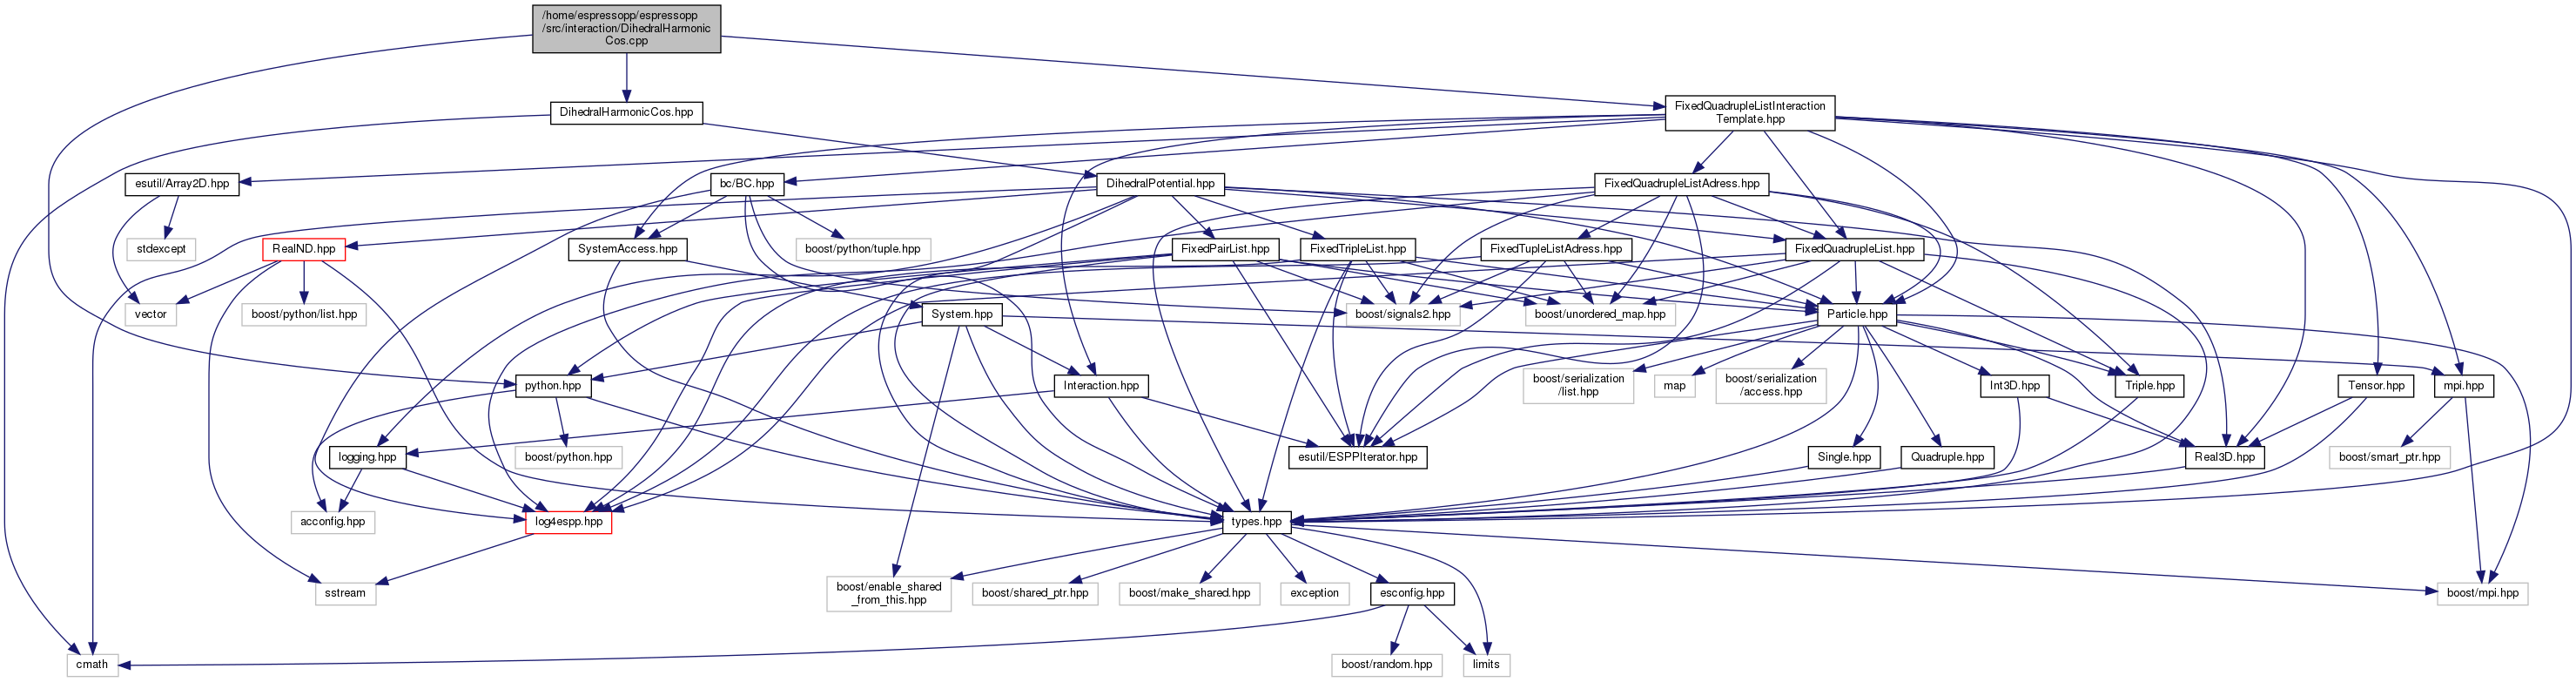 /home/espressopp/espressopp
/src/interaction/DihedralHarmonic
Cos.cpp
DihedralHarmonicCos.hpp
FixedQuadrupleListInteraction
Template.hpp
esutil/Array2D.hpp
bc/BC.hpp
DihedralPotential.hpp
FixedQuadrupleListAdress.hpp
stdexcept
RealND.hpp
SystemAccess.hpp
boost/python/tuple.hpp
FixedPairList.hpp
FixedTripleList.hpp
FixedTupleListAdress.hpp
FixedQuadrupleList.hpp
vector
boost/python/list.hpp
System.hpp
boost/signals2.hpp
boost/unordered_map.hpp
Particle.hpp
python.hpp
Interaction.hpp
boost/serialization
/list.hpp
map
boost/serialization
/access.hpp
Int3D.hpp
Triple.hpp
Tensor.hpp
mpi.hpp
logging.hpp
boost/python.hpp
esutil/ESPPIterator.hpp
Single.hpp
Quadruple.hpp
Real3D.hpp
boost/smart_ptr.hpp
acconfig.hpp
log4espp.hpp
types.hpp
sstream
boost/enable_shared
_from_this.hpp
boost/shared_ptr.hpp
boost/make_shared.hpp
exception
esconfig.hpp
boost/mpi.hpp
cmath
boost/random.hpp
limits